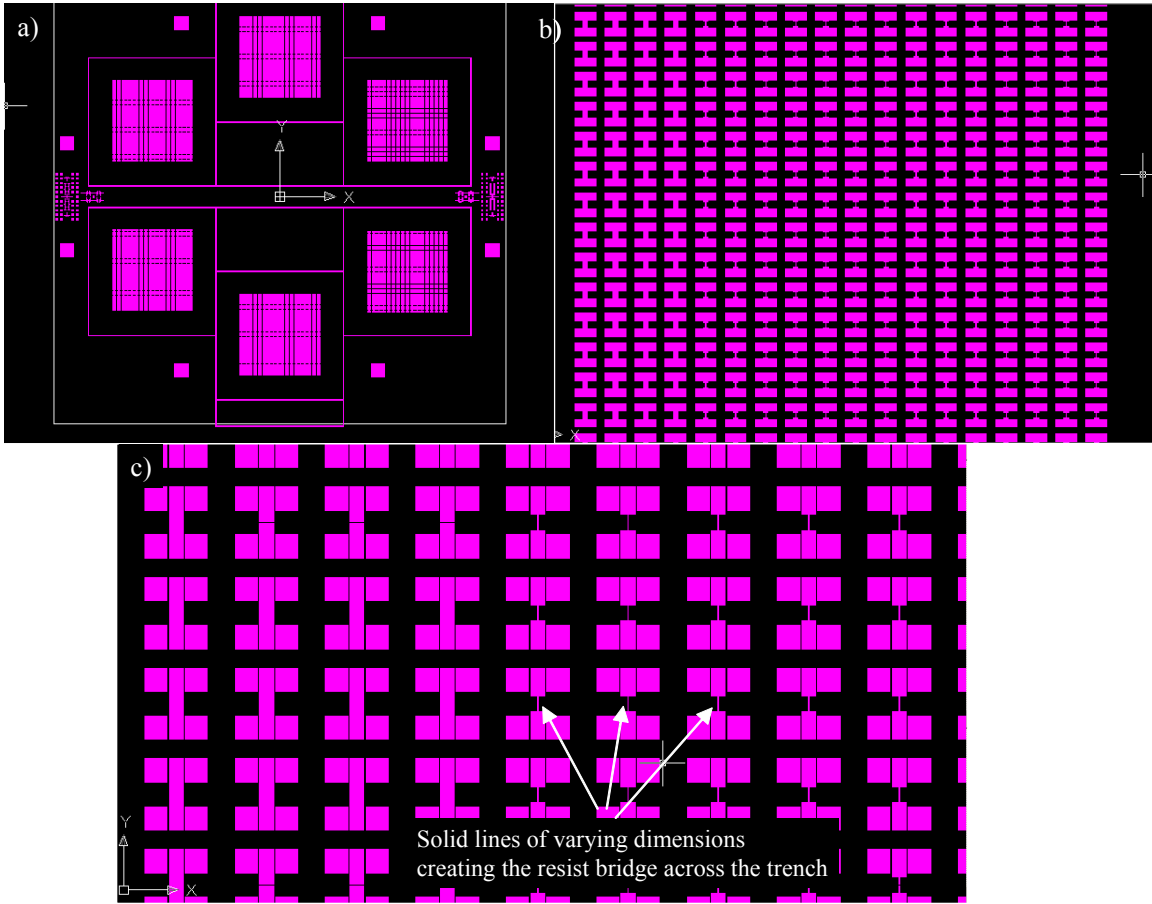 a)
b)
Y
X
X
c)
Solid lines of varying dimensions
creating the resist bridge across the trench
Y
X